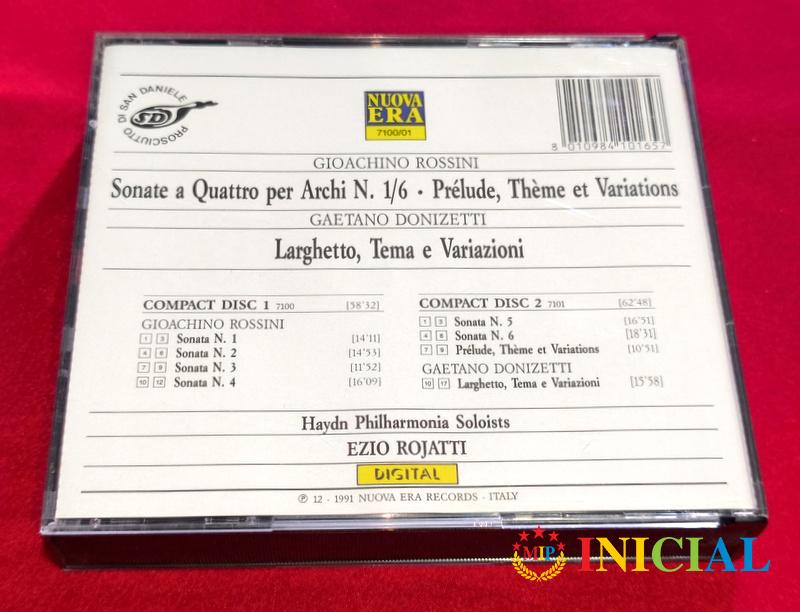 PROSCIUTTO DI SAN DANIELE
SD
NUOVA
ERA
7100/01
8 010984 101657
GIOACHINO ROSSINI
Sonate a Quattro per Archi N. 1/6 · Prélude, Thème et Variations
GAETANO DONIZETTI
Larghetto, Tema e Variazioni
COMPACT DISC 1 7100 [58'32]
GIOACHINO ROSSINI
1 3 Sonata N. 1 [14'11]
4 6 Sonata N. 2 [14'53]
7 9 Sonata N. 3 [11'52]
10 12 Sonata N. 4 [16'09]
COMPACT DISC 2 7101 [62'48]
1 3 Sonata N. 5 [16'51]
4 6 Sonata N. 6 [18'31]
7 9 Prélude, Thème et Variations [10'51]
GAETANO DONIZETTI
10 17 Larghetto, Tema e Variazioni [15'58]
Haydn Philharmonia Soloists
EZIO ROJATTI
DIGITAL
℗ 12 - 1991 NUOVA ERA RECORDS - ITALY
MIP INICIAL